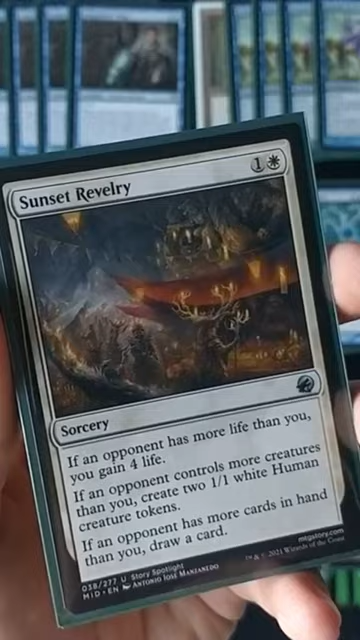 Sunset Revelry
1
Sorcery
If an opponent has more life than you,
you gain 4 life.
If an opponent controls more creatures
than you, create two 1/1 white Human
creature tokens.
If an opponent has more cards in hand
than you, draw a card.
038/277 U Story Spotlight
mtgstory.com
MID • EN Antonio José Manzanedo
™ & © 2021 Wizards of the Coast